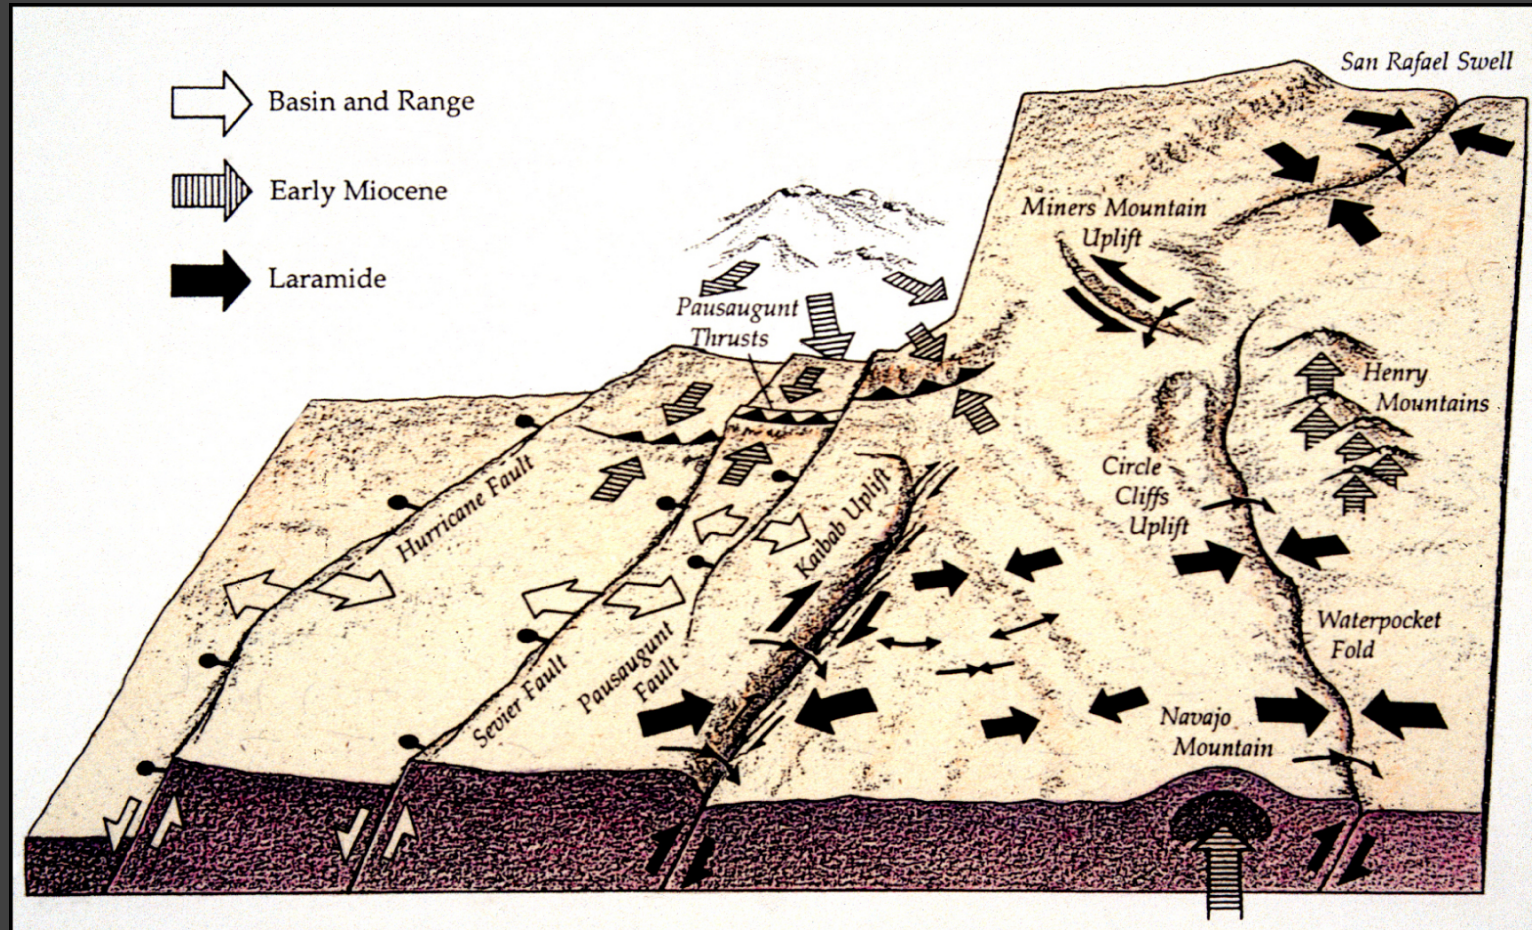 Basin and Range
Early Miocene
Laramide
San Rafael Swell
Miners Mountain
Uplift
Pausaugunt
Thrusts
Henry
Mountains
Hurricane Fault
Kaibab Uplift
Circle
Cliffs
Uplift
Waterpocket
Fold
Sevier Fault
Pausaugunt
Fault
Navajo
Mountain